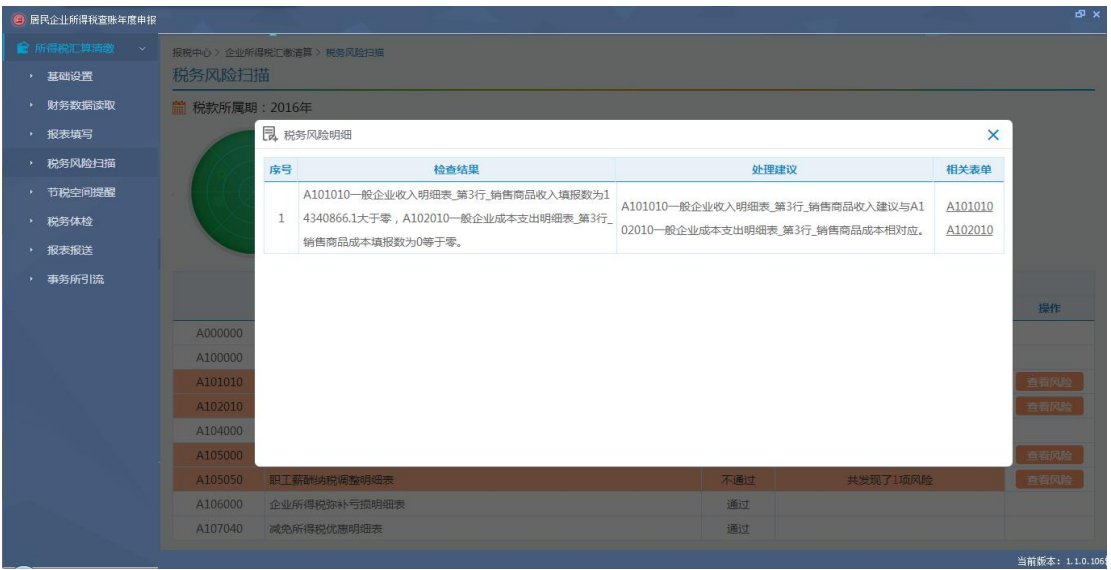 居民企业所得税查账年度申报
所得税汇算清缴
基础设置
财务数据读取
报表填写
税务风险扫描
节税空间提醒
税务体检
报表报送
事务所引流
报税中心 > 企业所得税汇缴清算 > 税务风险扫描
税务风险扫描
税款所属期：2016年
税务风险明细
序号 检查结果 处理建议 相关表单
1
A101010一般企业收入明细表_第3行_销售商品收入填报数为1
4340866.1大于零，A102010一般企业成本支出明细表_第3行_
销售商品成本填报数为0等于零。
A101010一般企业收入明细表_第3行_销售商品收入建议与A1
02010一般企业成本支出明细表_第3行_销售商品成本相对应。
A101010
A102010
操作
A000000
A100000
A101010 查看风险
A102010 查看风险
A104000
A105000 查看风险
A105050 职工薪酬纳税调整明细表 不通过 共发现了1项风险 查看风险
A106000 企业所得税弥补亏损明细表 通过
A107040 减免所得税优惠明细表 通过
当前版本：1.1.0.106